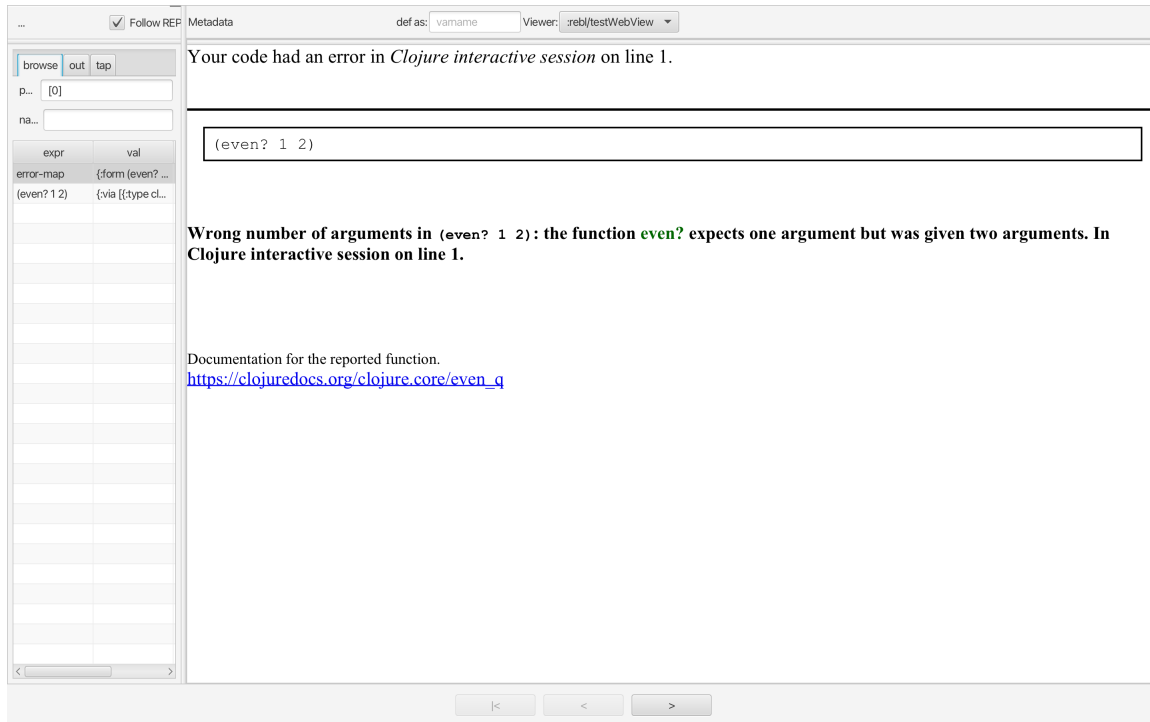 ...
Follow REP
Metadata
def as: varname
Viewer: :rebl/testWebView
browse out tap
p... [0]
na...
expr val
error-map {:form (even? ...
(even? 1 2) {:via [{:type cl...
Your code had an error in Clojure interactive session on line 1.
(even? 1 2)
Wrong number of arguments in (even? 1 2): the function even? expects one argument but was given two arguments. In
Clojure interactive session on line 1.
Documentation for the reported function.
https://clojuredocs.org/clojure.core/even_q
< >
|< < >